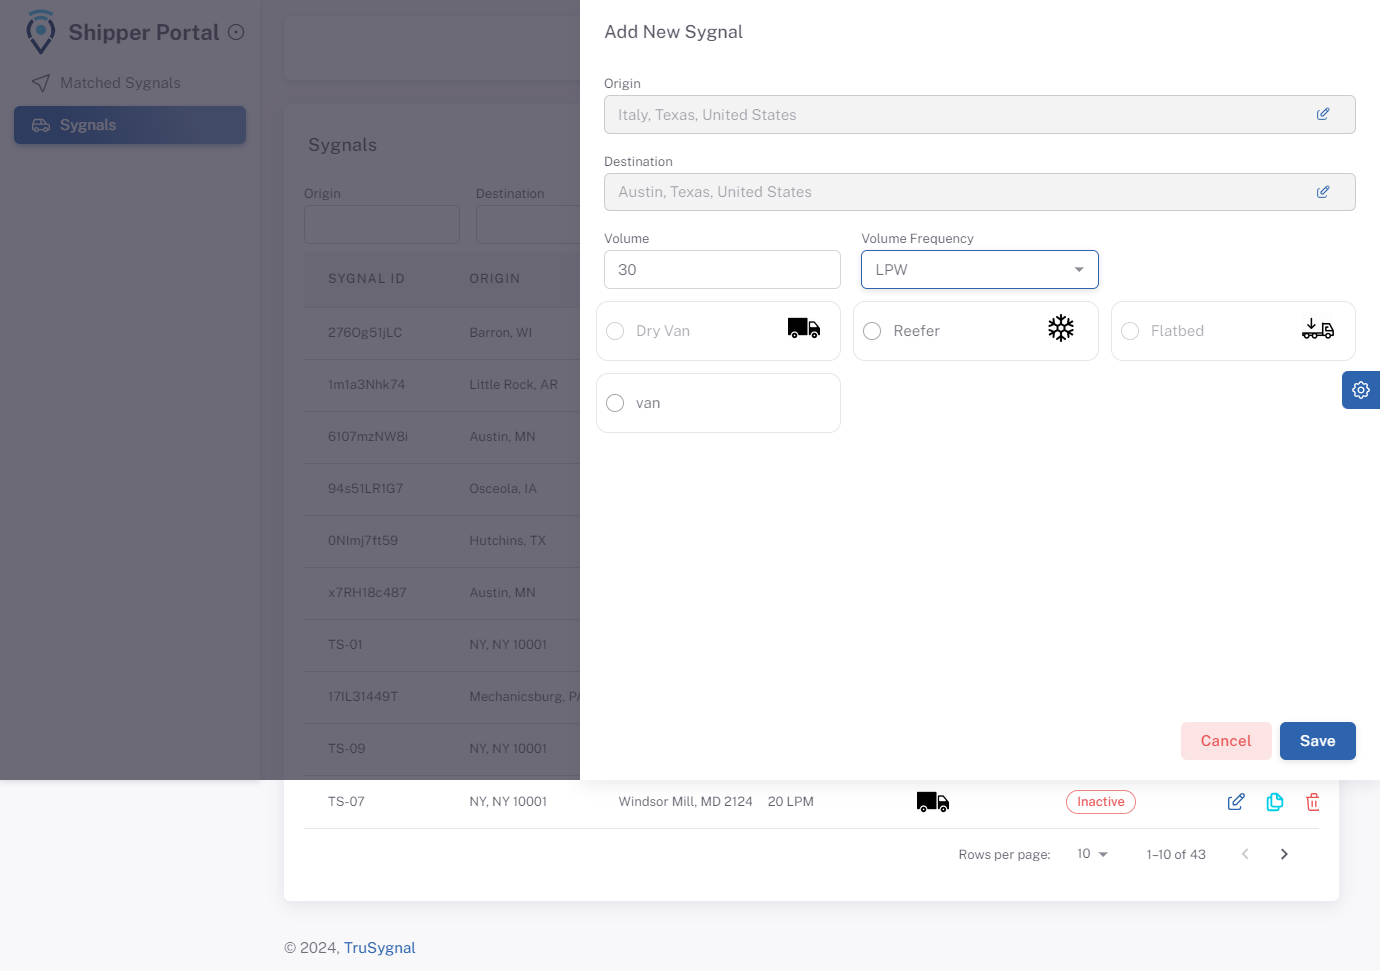 Shipper Portal
Matched Sygnals
Sygnals
Sygnals
Origin
Destination
SYGNAL ID ORIGIN
276Og51jLC Barron, WI
1m1a3Nhk74 Little Rock, AR
6107mzNW8i Austin, MN
94s51LR1G7 Osceola, IA
0NImj7ft59 Hutchins, TX
x7RH18c487 Austin, MN
TS-01 NY, NY 10001
17IL31449T Mechanicsburg, PA
TS-09 NY, NY 10001
TS-07 NY, NY 10001 Windsor Mill, MD 2124 20 LPM Inactive
Rows per page: 10 1–10 of 43
© 2024, TruSygnal
Add New Sygnal
Origin
Italy, Texas, United States
Destination
Austin, Texas, United States
Volume Volume Frequency
30 LPW
Dry Van Reefer Flatbed
van
Cancel Save